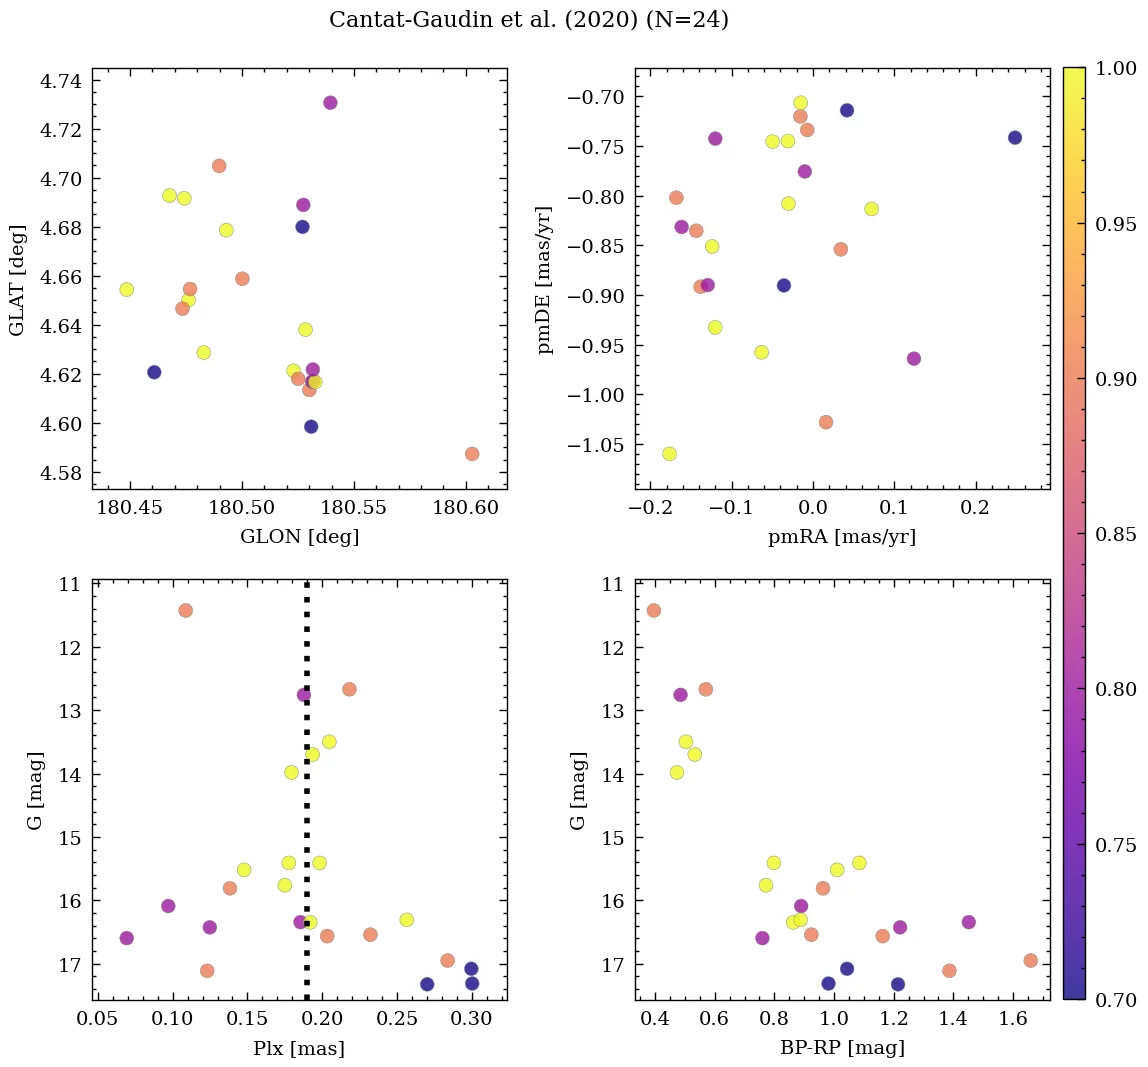 Cantat-Gaudin et al. (2020) (N=24)
4.74
4.72
4.70
4.68
4.66
4.64
4.62
4.60
4.58
GLAT [deg]
180.45 180.50 180.55 180.60
GLON [deg]
−0.70
−0.75
−0.80
−0.85
−0.90
−0.95
−1.00
−1.05
pmDE [mas/yr]
−0.2 −0.1 0.0 0.1 0.2
pmRA [mas/yr]
11
12
13
14
15
16
17
G [mag]
0.05 0.10 0.15 0.20 0.25 0.30
Plx [mas]
11
12
13
14
15
16
17
G [mag]
0.4 0.6 0.8 1.0 1.2 1.4 1.6
BP-RP [mag]
1.00
0.95
0.90
0.85
0.80
0.75
0.70